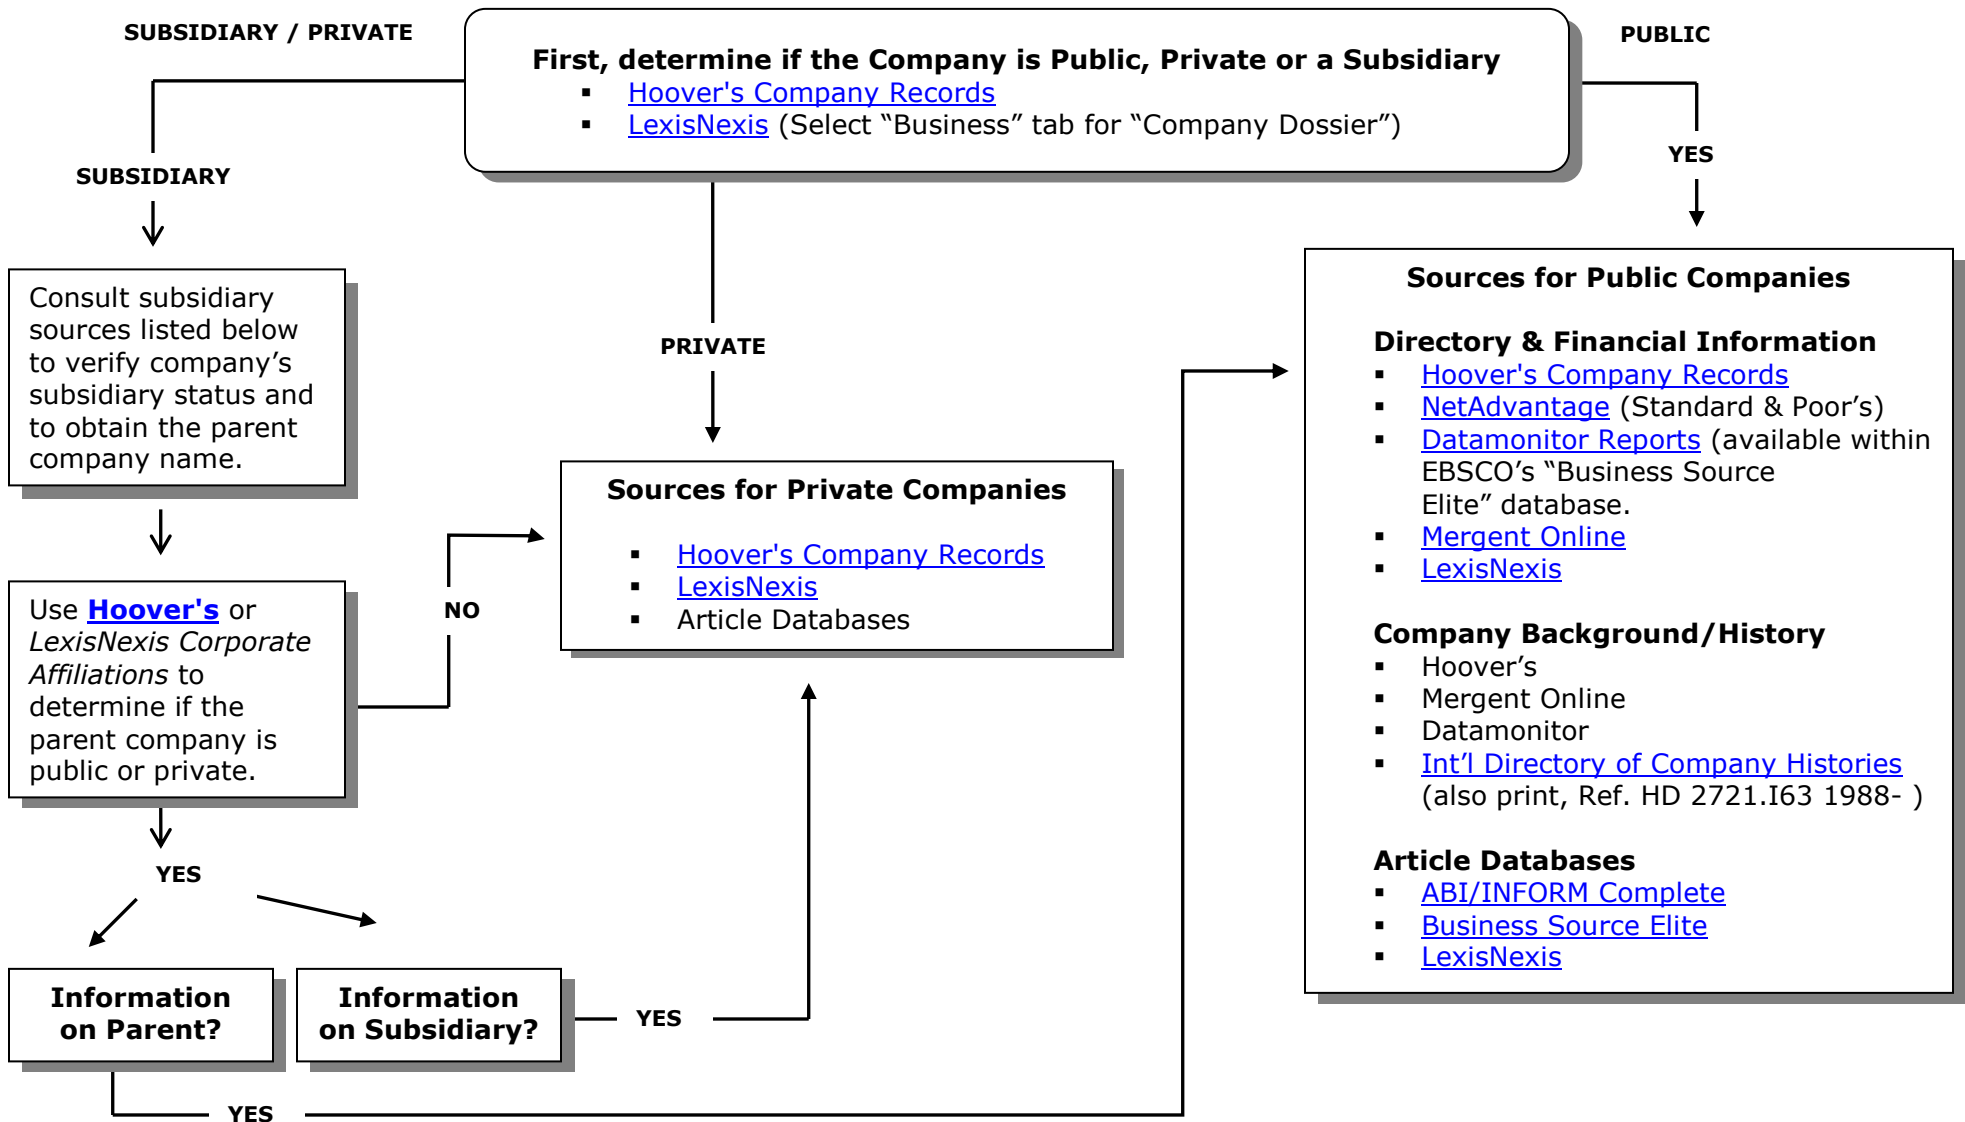 SUBSIDIARY / PRIVATE
PUBLIC
First, determine if the Company is Public, Private or a Subsidiary
▪ Hoover's Company Records
▪ LexisNexis (Select “Business” tab for “Company Dossier”)
SUBSIDIARY
YES
Consult subsidiary
sources listed below
to verify company’s
subsidiary status and
to obtain the parent
company name.
PRIVATE
Sources for Public Companies
Directory & Financial Information
▪ Hoover's Company Records
▪ NetAdvantage (Standard & Poor’s)
▪ Datamonitor Reports (available within
EBSCO’s “Business Source
Elite” database.
▪ Mergent Online
▪ LexisNexis
Company Background/History
▪ Hoover’s
▪ Mergent Online
▪ Datamonitor
▪ Int’l Directory of Company Histories
(also print, Ref. HD 2721.I63 1988- )
Article Databases
▪ ABI/INFORM Complete
▪ Business Source Elite
▪ LexisNexis
Sources for Private Companies
▪ Hoover's Company Records
▪ LexisNexis
▪ Article Databases
Use Hoover's or
LexisNexis Corporate
Affiliations to
determine if the
parent company is
public or private.
NO
YES
Information
on Parent?
Information
on Subsidiary?
YES
YES